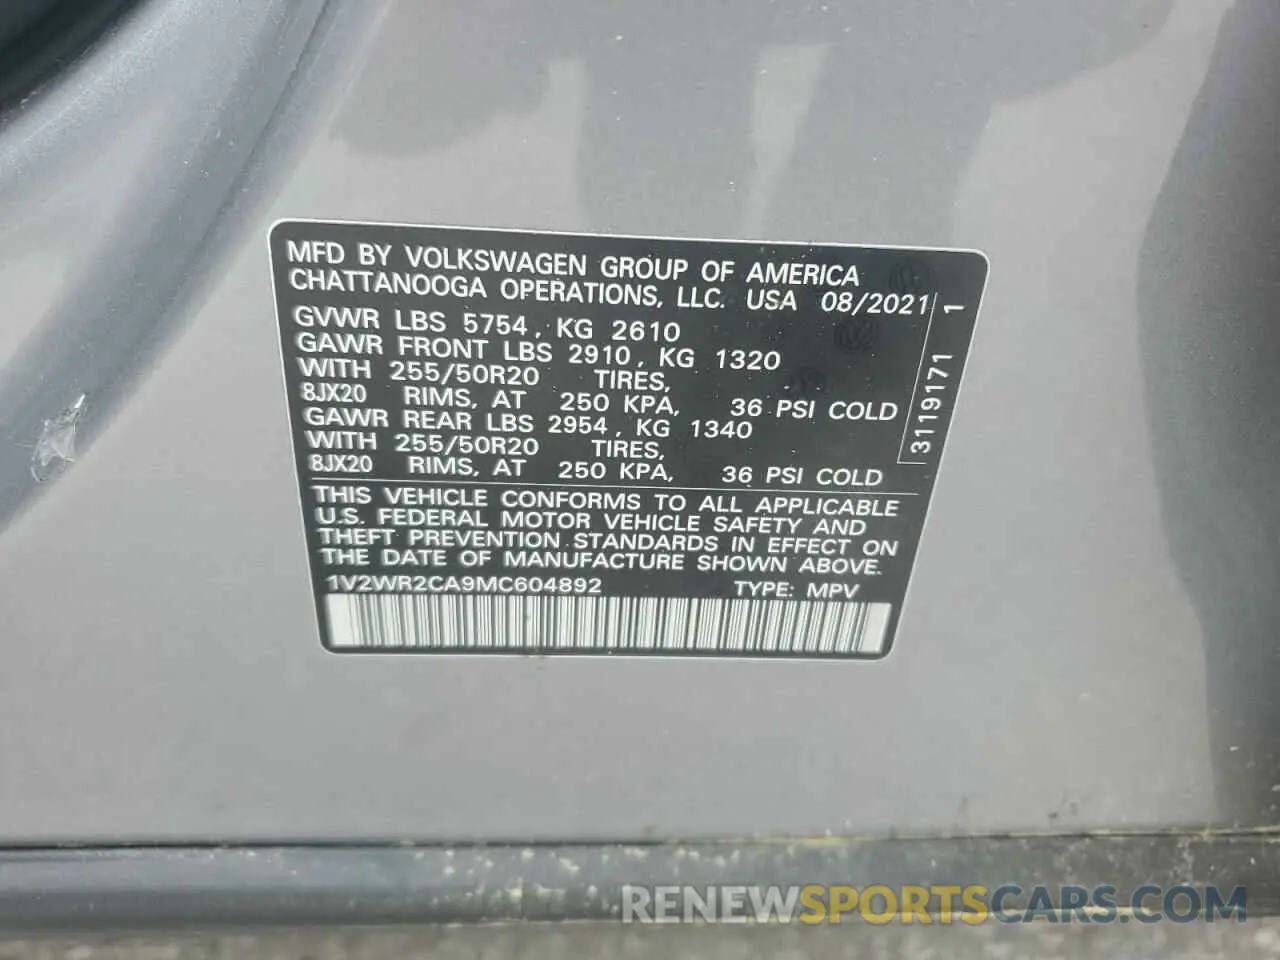 MFD BY VOLKSWAGEN GROUP OF AMERICA
CHATTANOOGA OPERATIONS, LLC. USA 08/2021
GVWR LBS 5754, KG 2610
GAWR FRONT LBS 2910, KG 1320
WITH 255/50R20 TIRES,
8JX20 RIMS, AT 250 KPA, 36 PSI COLD
GAWR REAR LBS 2954, KG 1340
WITH 255/50R20 TIRES,
8JX20 RIMS, AT 250 KPA, 36 PSI COLD
3119171 1
THIS VEHICLE CONFORMS TO ALL APPLICABLE
U.S. FEDERAL MOTOR VEHICLE SAFETY AND
THEFT PREVENTION STANDARDS IN EFFECT ON
THE DATE OF MANUFACTURE SHOWN ABOVE.
1V2WR2CA9MC604892 TYPE: MPV
RENEWSPORTSCARS.COM